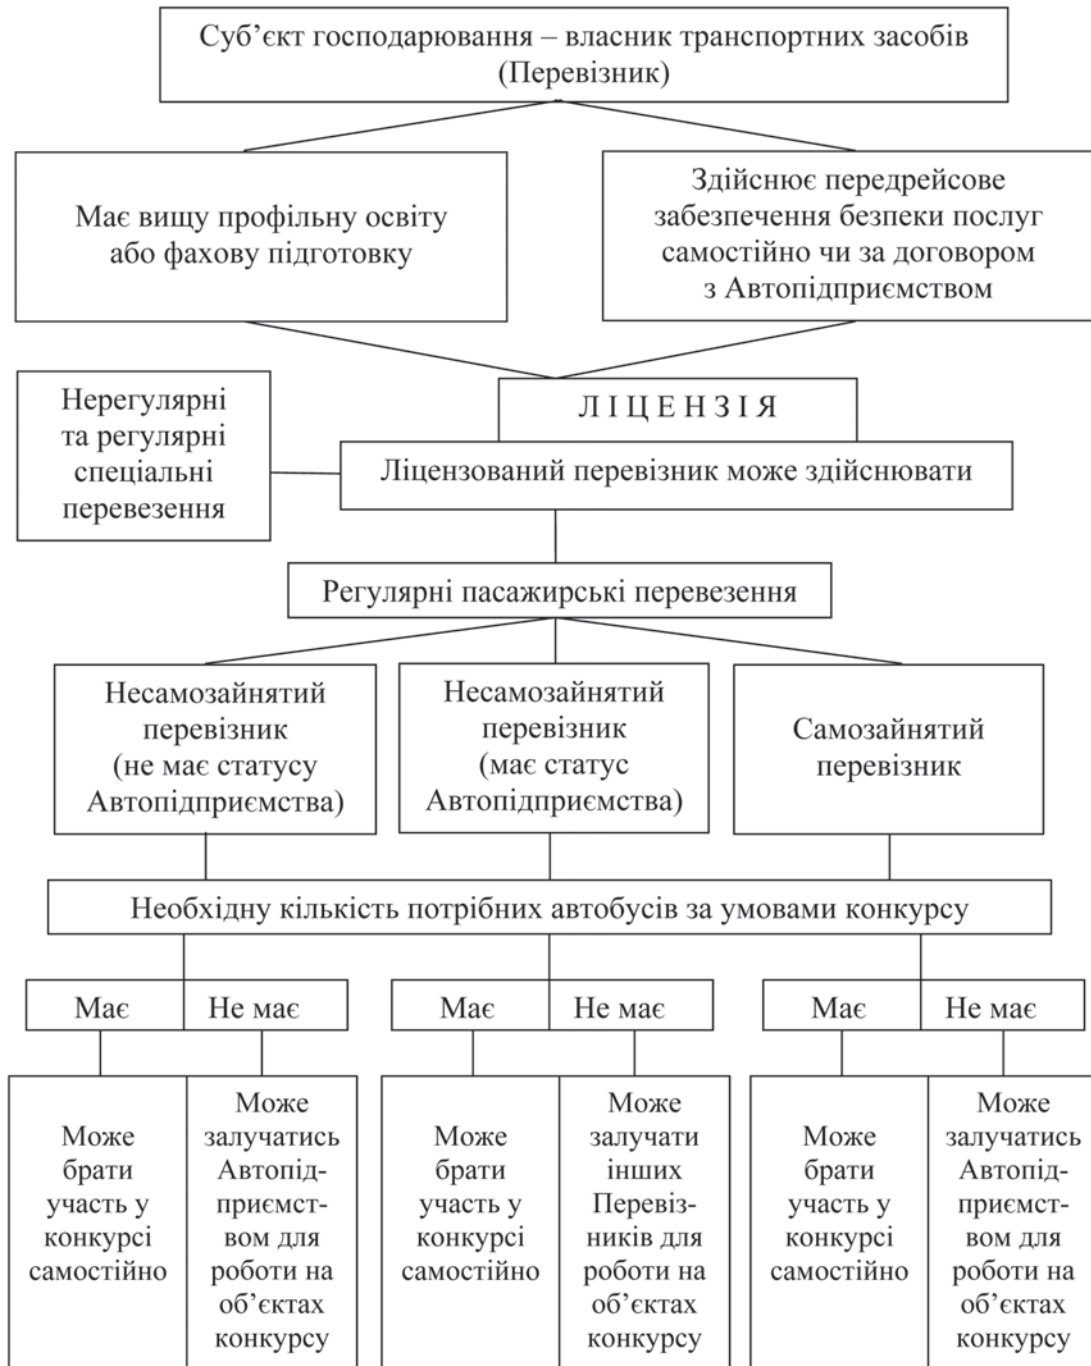 Суб’єкт господарювання – власник транспортних засобів
(Перевізник)
Має вищу профільну освіту
або фахову підготовку
Здійснює передрейсове
забезпечення безпеки послуг
самостійно чи за договором
з Автопідприємством
Л І Ц Е Н З І Я
Нерегулярні
та регулярні
спеціальні
перевезення
Ліцензований перевізник може здійснювати
Регулярні пасажирські перевезення
Несамозайнятий
перевізник
(не має статусу
Автопідприємства)
Несамозайнятий
перевізник
(має статус
Автопідприємства)
Самозайнятий
перевізник
Необхідну кількість потрібних автобусів за умовами конкурсу
Має
Не має
Має
Не має
Має
Не має
Може
брати
участь у
конкурсі
самостійно
Може
залучатись
Автопід-
приємст-
вом для
роботи на
об’єктах
конкурсу
Може
брати
участь у
конкурсі
самостійно
Може
залучати
інших
Перевіз-
ників для
роботи на
об’єктах
конкурсу
Може
брати
участь у
конкурсі
самостійно
Може
залучатись
Автопід-
приємст-
вом для
роботи на
об’єктах
конкурсу